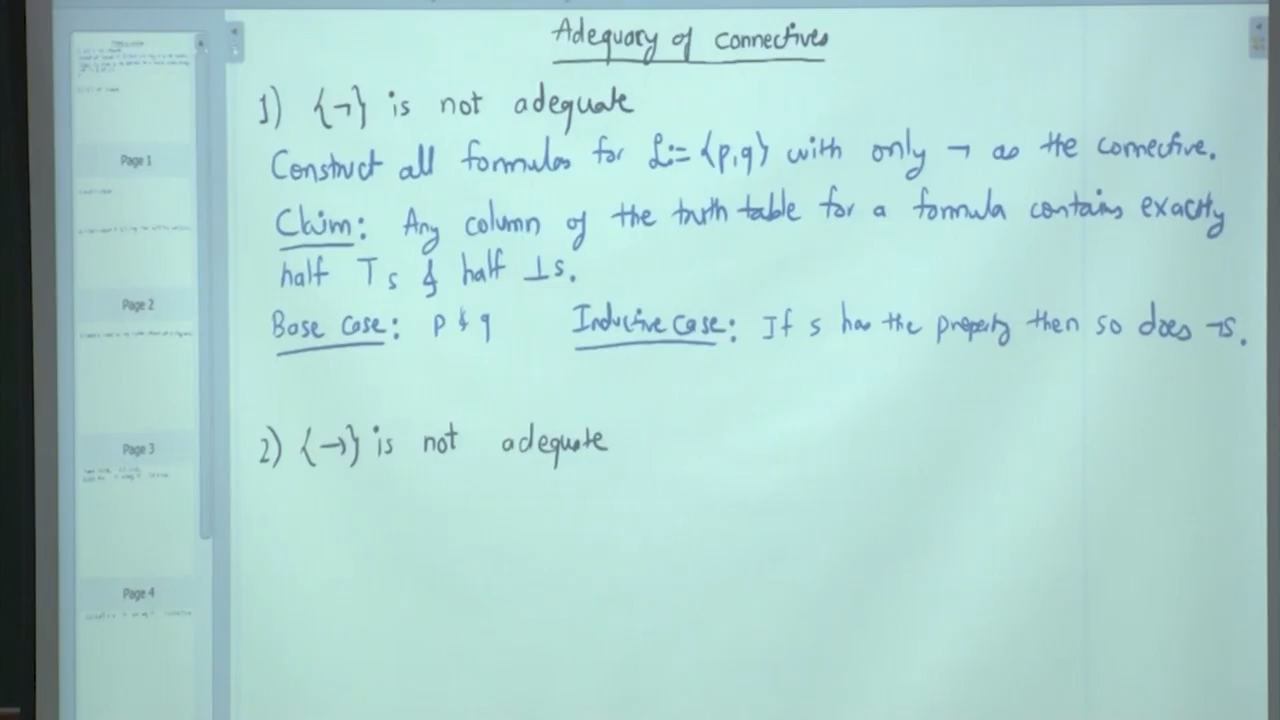 Adequacy of connectives
1) {¬} is not adequate
Construct all formulas for L:= {p,q} with only ¬ as the connective.
Claim: Any column of the truth table for a formula contains exactly
half Ts & half ⊥s.
Base case: p & q Inductive case: If s has the property then so does ¬s.
2) {→} is not adequate
Page 1
Page 2
Page 3
Page 4